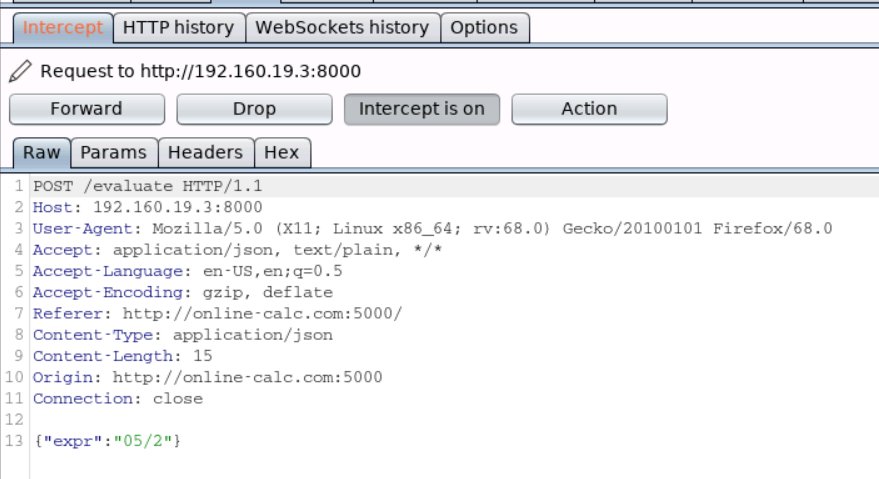 Intercept HTTP history WebSockets history Options
Request to http://192.160.19.3:8000
Forward Drop Intercept is on Action
Raw Params Headers Hex
1 POST /evaluate HTTP/1.1
2 Host: 192.160.19.3:8000
3 User-Agent: Mozilla/5.0 (X11; Linux x86_64; rv:68.0) Gecko/20100101 Firefox/68.0
4 Accept: application/json, text/plain, */*
5 Accept-Language: en-US,en;q=0.5
6 Accept-Encoding: gzip, deflate
7 Referer: http://online-calc.com:5000/
8 Content-Type: application/json
9 Content-Length: 15
10 Origin: http://online-calc.com:5000
11 Connection: close
12
13 {"expr":"05/2"}